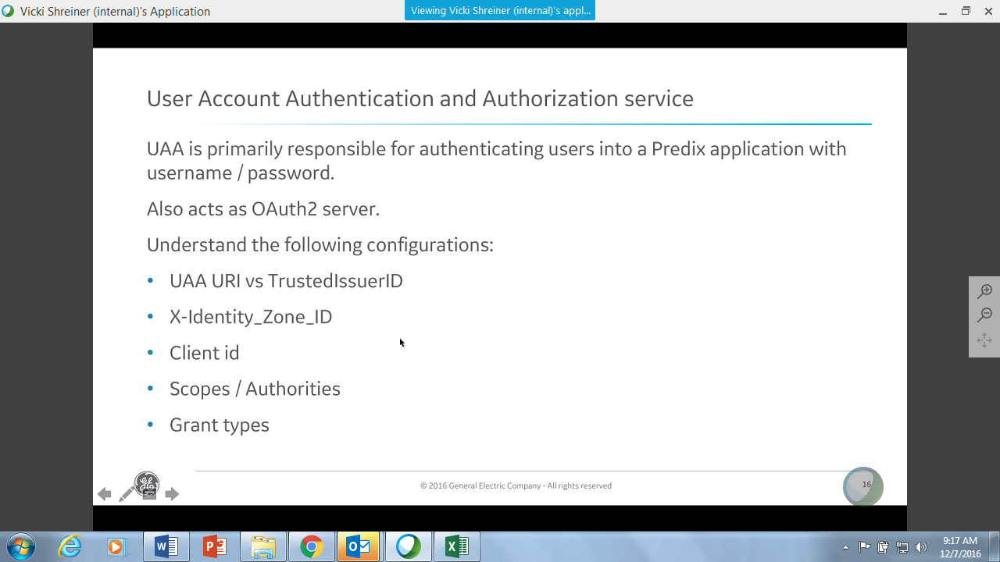 Vicki Shreiner (internal)'s Application
Viewing Vicki Shreiner (internal)'s appl...
User Account Authentication and Authorization service
UAA is primarily responsible for authenticating users into a Predix application with
username / password.
Also acts as OAuth2 server.
Understand the following configurations:
• UAA URI vs TrustedIssuerID
• X-Identity_Zone_ID
• Client id
• Scopes / Authorities
• Grant types
© 2016 General Electric Company - All rights reserved
16
9:17 AM
12/7/2016